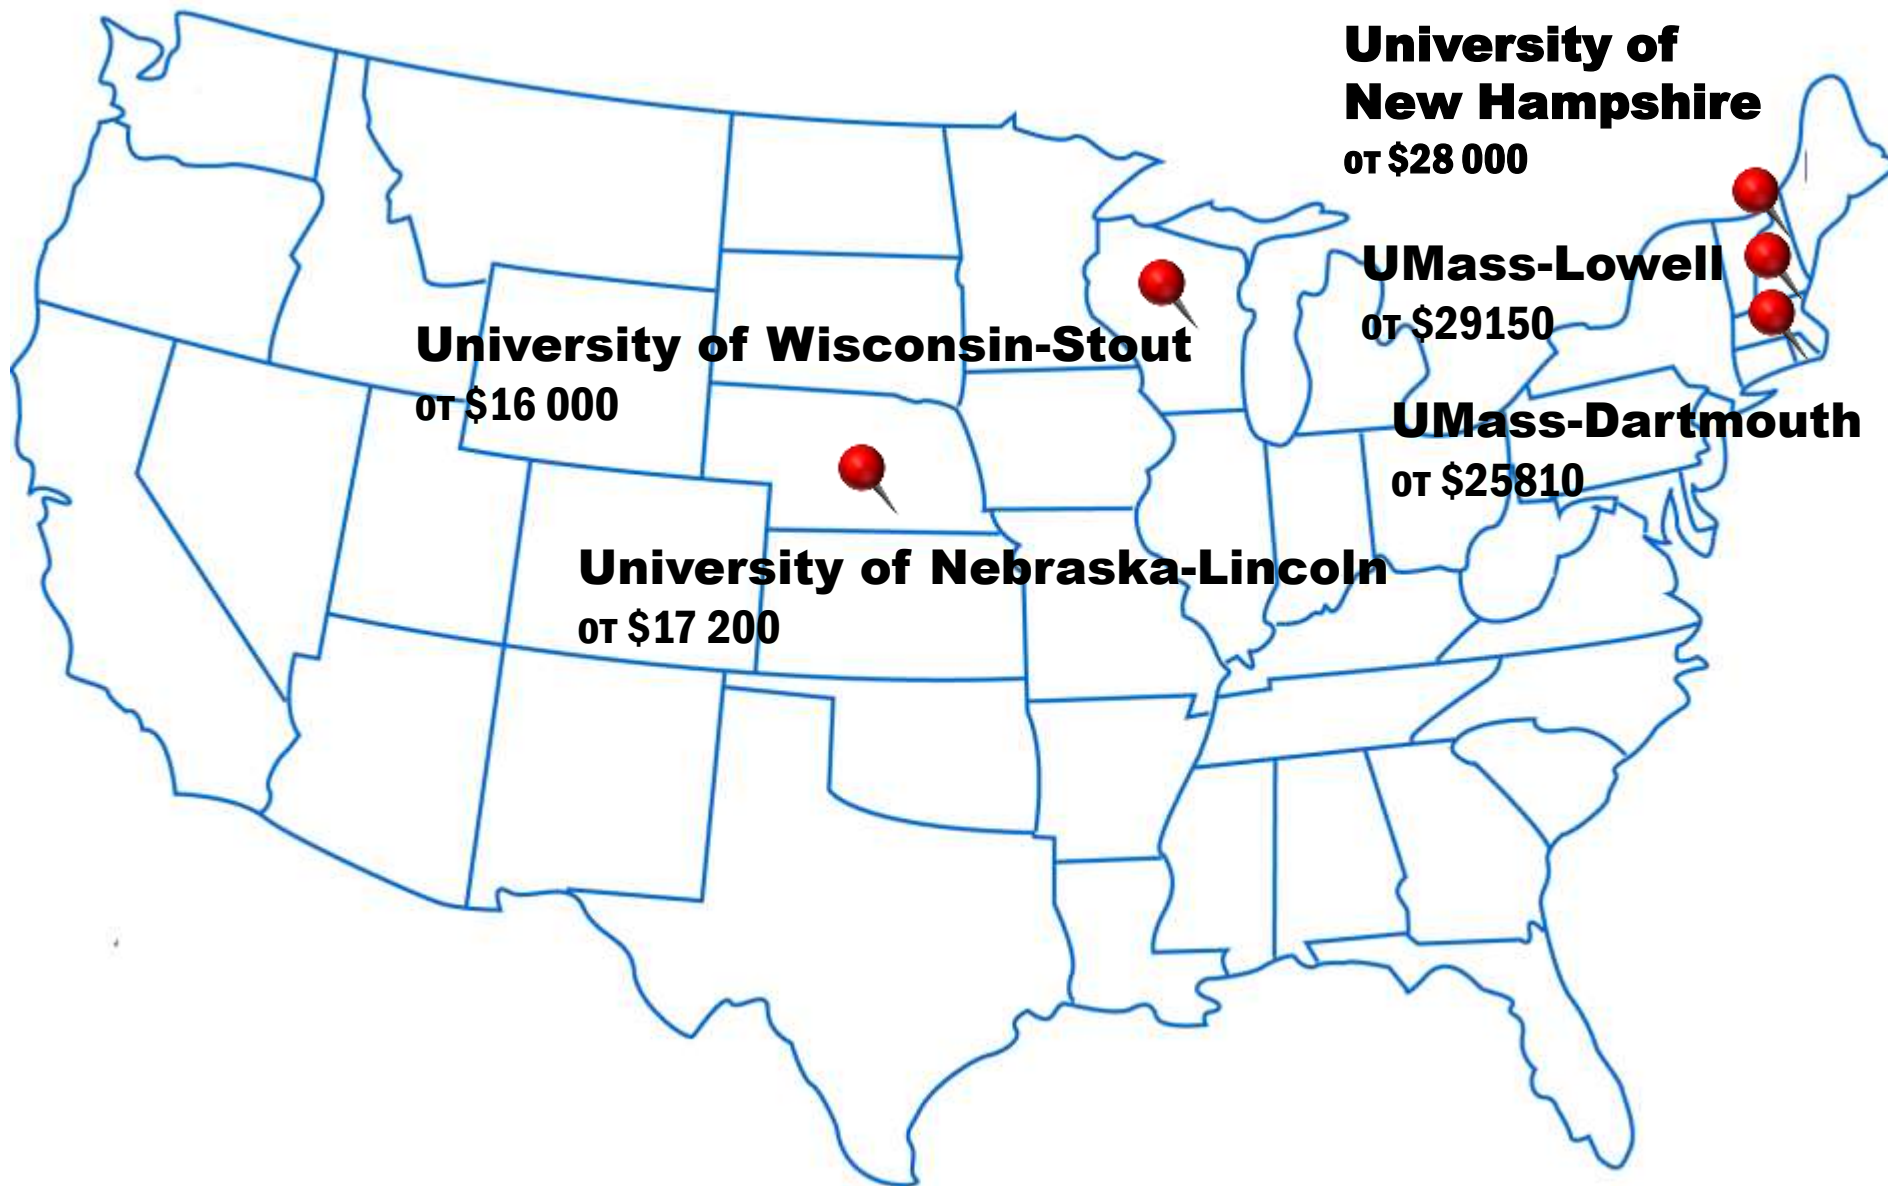 University of
New Hampshire
от $28 000
UMass-Lowell
от $29150
University of Wisconsin-Stout
от $16 000
UMass-Dartmouth
от $25810
University of Nebraska-Lincoln
от $17 200